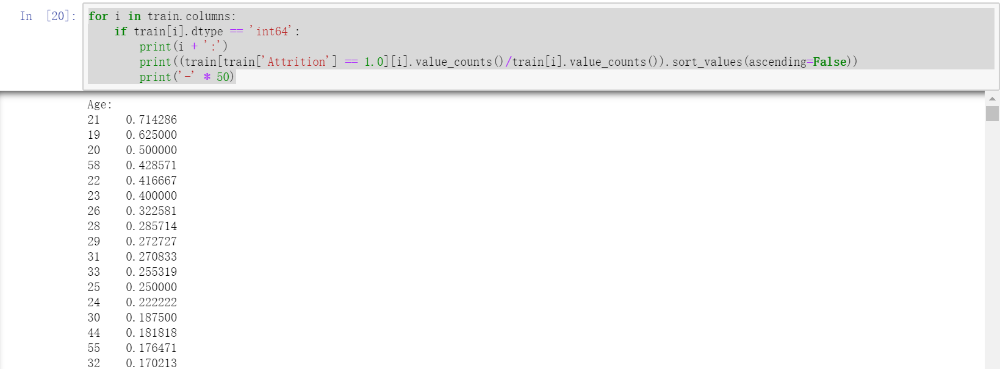 In [20]: for i in train.columns:
    if train[i].dtype == 'int64':
        print(i + ':')
        print((train[train['Attrition'] == 1.0][i].value_counts()/train[i].value_counts()).sort_values(ascending=False))
        print('-' * 50)
Age:
21    0.714286
19    0.625000
20    0.500000
58    0.428571
22    0.416667
23    0.400000
26    0.322581
28    0.285714
29    0.272727
31    0.270833
33    0.255319
25    0.250000
24    0.222222
30    0.187500
44    0.181818
55    0.176471
32    0.170213